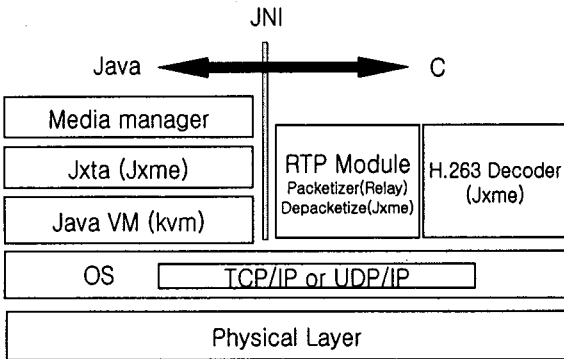 JNI
Java
C
Media manager
Jxta (Jxme)
Java VM (kvm)
RTP Module
Packetizer(Relay)
Depacketize(Jxme)
H.263 Decoder
(Jxme)
OS
TCP/IP or UDP/IP
Physical Layer